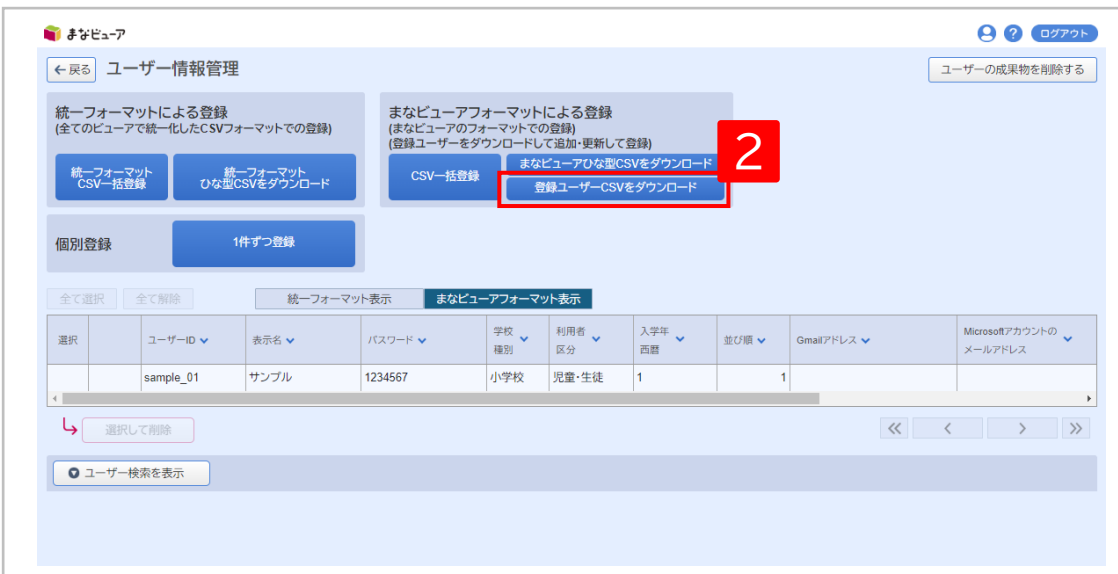 まなビューア
? ログアウト
←戻る ユーザー情報管理
ユーザーの成果物を削除する
統一フォーマットによる登録
(全てのビューアで統一化したCSVフォーマットでの登録)
統一フォーマット
CSV一括登録
統一フォーマット
ひな型CSVをダウンロード
まなビューアフォーマットによる登録
(まなビューアのフォーマットでの登録)
(登録ユーザーをダウンロードして追加・更新して登録)
CSV一括登録
まなビューアひな型CSVをダウンロード
登録ユーザーCSVをダウンロード
2
個別登録
1件ずつ登録
全て選択 全て解除 統一フォーマット表示 まなビューアフォーマット表示
選択 ユーザーID 表示名 パスワード 学校種別 利用者区分 入学年西暦 並び順 Gmailアドレス Microsoftアカウントのメールアドレス
sample_01 サンプル 1234567 小学校 児童・生徒 1 1
選択して削除
ユーザー検索を表示